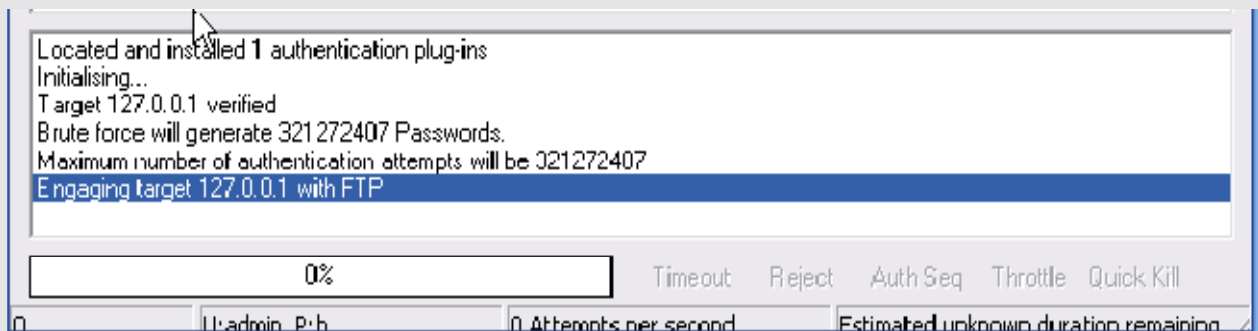 Located and installed 1 authentication plug-ins
Initialising...
Target 127.0.0.1 verified
Brute force will generate 321272407 Passwords.
Maximum number of authentication attempts will be 321272407
Engaging target 127.0.0.1 with FTP
0% Timeout Reject Auth Seq Throttle Quick Kill
0 U:admin P:b 0 Attempts per second Estimated unknown duration remaining